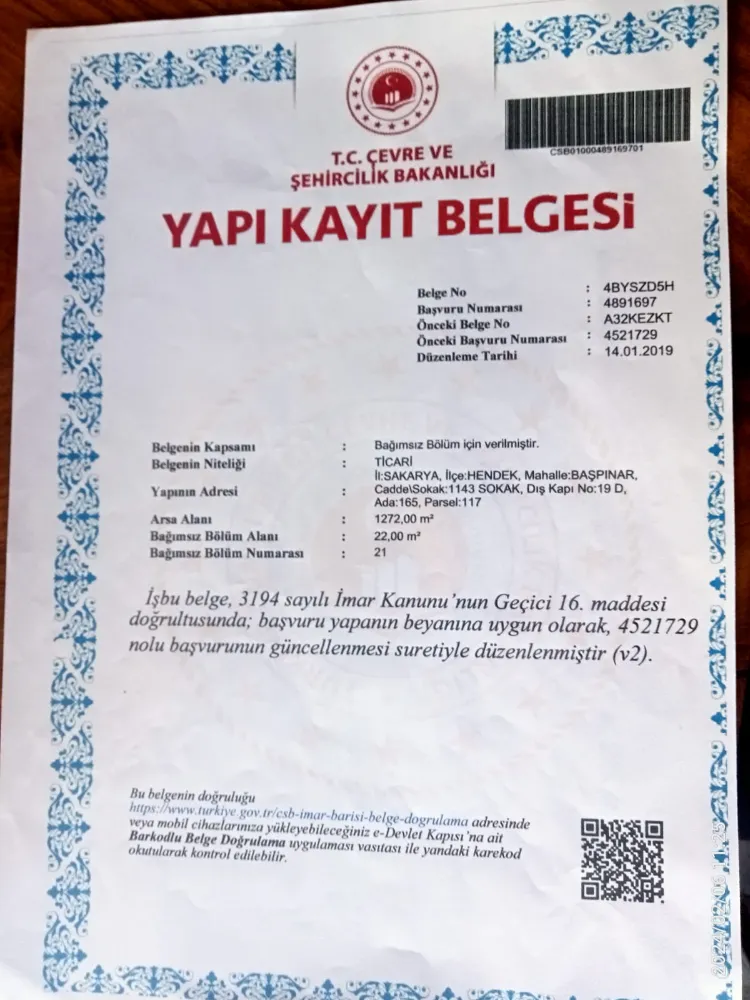 CSB01000489169701
T.C. ÇEVRE VE
ŞEHİRCİLİK BAKANLIĞI
YAPI KAYIT BELGESİ
Belge No : 4BYSZD5H
Başvuru Numarası : 4891697
Önceki Belge No : A32KEZKT
Önceki Başvuru Numarası : 4521729
Düzenleme Tarihi : 14.01.2019
Belgenin Kapsamı : Bağımsız Bölüm için verilmiştir.
Belgenin Niteliği : TİCARİ
Yapının Adresi : İl:SAKARYA, İlçe:HENDEK, Mahalle:BAŞPINAR,
Cadde\Sokak:1143 SOKAK, Dış Kapı No:19 D,
Ada:165, Parsel:117
Arsa Alanı : 1272,00 m²
Bağımsız Bölüm Alanı : 22,00 m²
Bağımsız Bölüm Numarası : 21
İşbu belge, 3194 sayılı İmar Kanunu'nun Geçici 16. maddesi
doğrultusunda; başvuru yapanın beyanına uygun olarak, 4521729
nolu başvurunun güncellenmesi suretiyle düzenlenmiştir (v2).
Bu belgenin doğruluğu
https://www.turkiye.gov.tr/csb-imar-barisi-belge-dogrulama adresinde
veya mobil cihazlarınıza yükleyebileceğiniz e-Devlet Kapısı'na ait
Barkodlu Belge Doğrulama uygulaması vasıtası ile yandaki karekod
okutularak kontrol edilebilir.